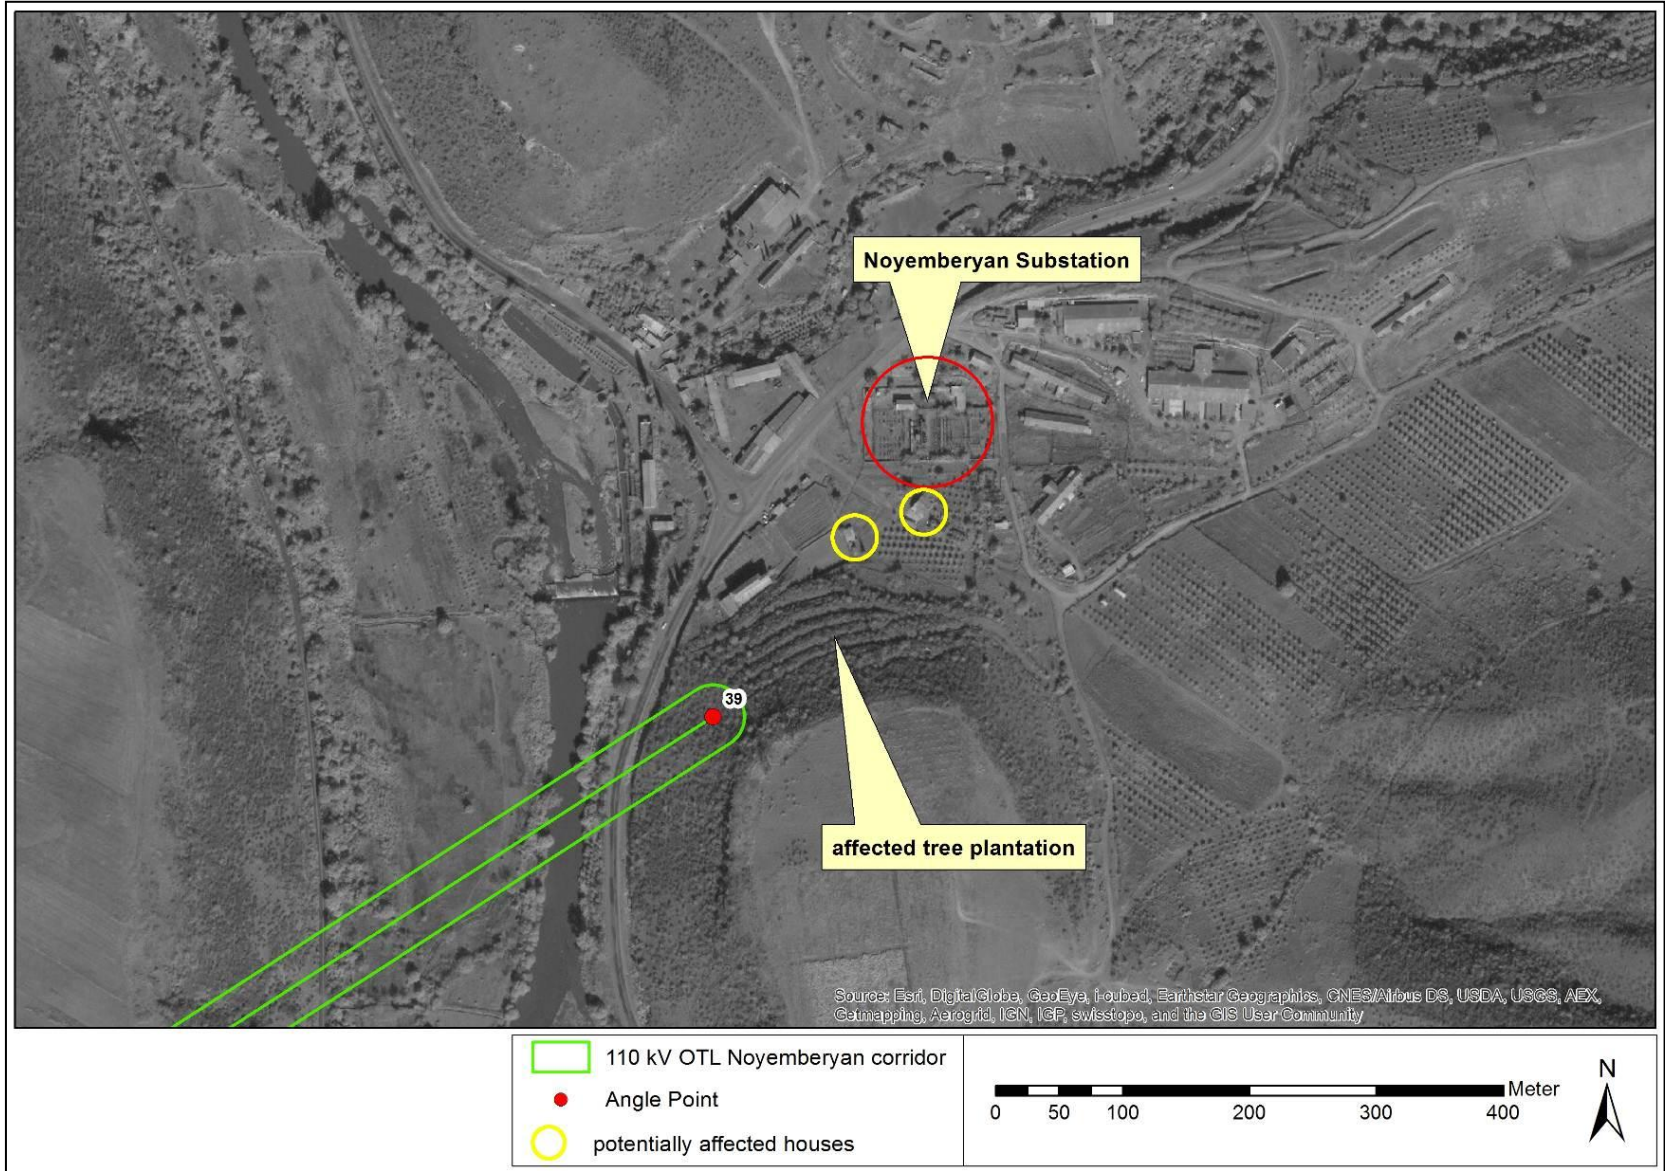 Noyemberyan Substation
39
affected tree plantation
Source: Esri, DigitalGlobe, GeoEye, i-cubed, Earthstar Geographics, CNES/Airbus DS, USDA, USGS, AEX,
Getmapping, Aerogrid, IGN, IGP, swisstopo, and the GIS User Community
110 kV OTL Noyemberyan corridor
Angle Point
potentially affected houses
Meter
0 50 100 200 300 400
N